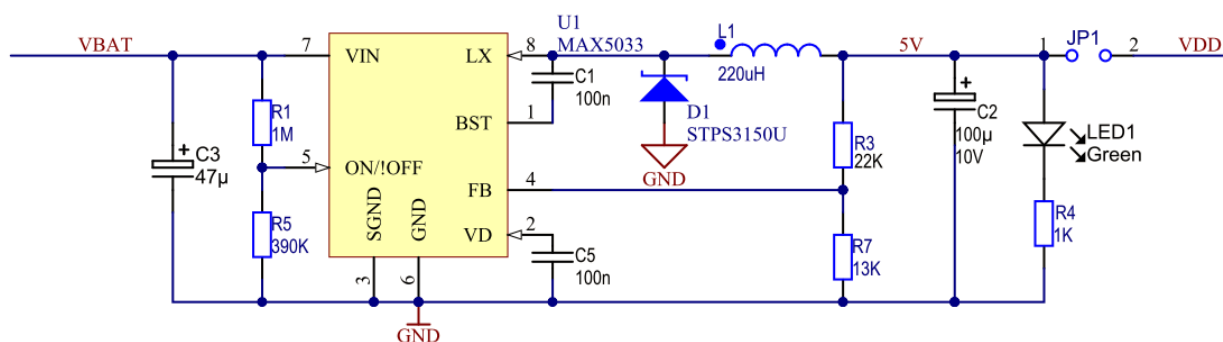 VBAT
7
VIN
LX
8
U1
MAX5033
L1
220uH
5V
1
JP1
2
VDD
R1
1M
C3
47µ
5
ON/!OFF
R5
390K
SGND
GND
3
6
GND
BST
1
C1
100n
D1
STPS3150U
GND
FB
4
VD
2
C5
100n
R3
22K
R7
13K
C2
100µ
10V
LED1
Green
R4
1K